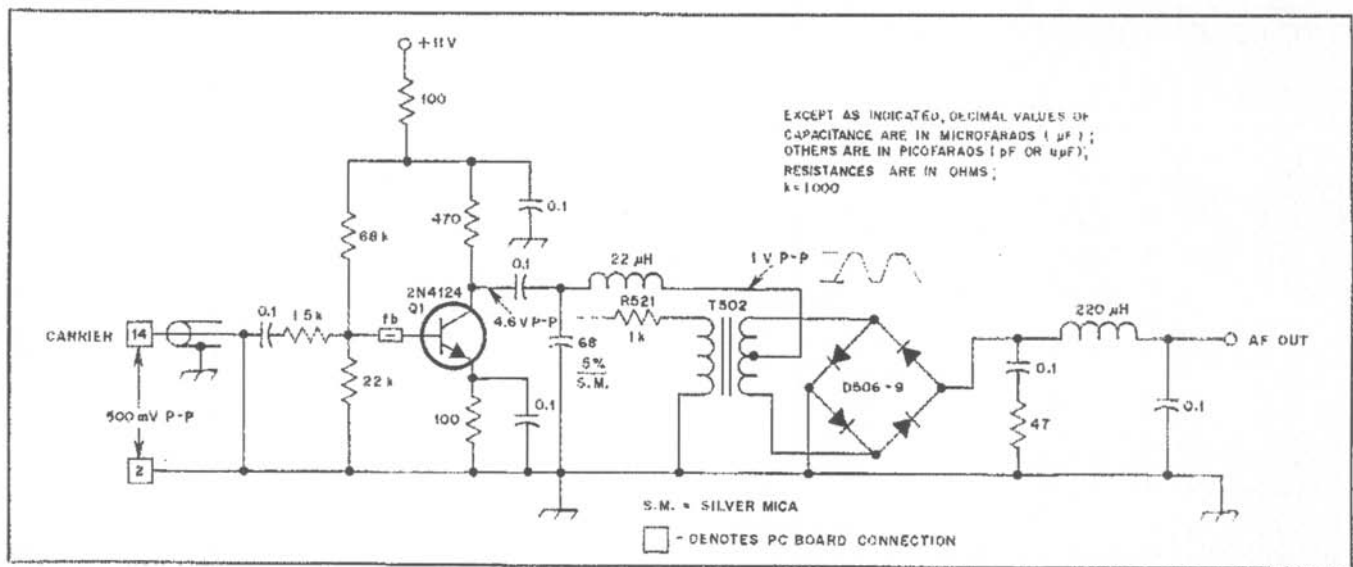 +11V
100
EXCEPT AS INDICATED, DECIMAL VALUES OF
CAPACITANCE ARE IN MICROFARADS ( µF );
OTHERS ARE IN PICOFARADS ( pF OR uµF);
RESISTANCES ARE IN OHMS;
k=1000
68k
470
0.1
2N4124
Q1
fb
0.1
4.6V P-P
22 µH
1 V P-P
R521
1k
T502
CARRIER
14
0.1
1.5k
22k
500 mV P-P
2
100
0.1
68
5%
S.M.
D506-9
220 µH
AF OUT
0.1
47
0.1
S.M. = SILVER MICA
- DENOTES PC BOARD CONNECTION